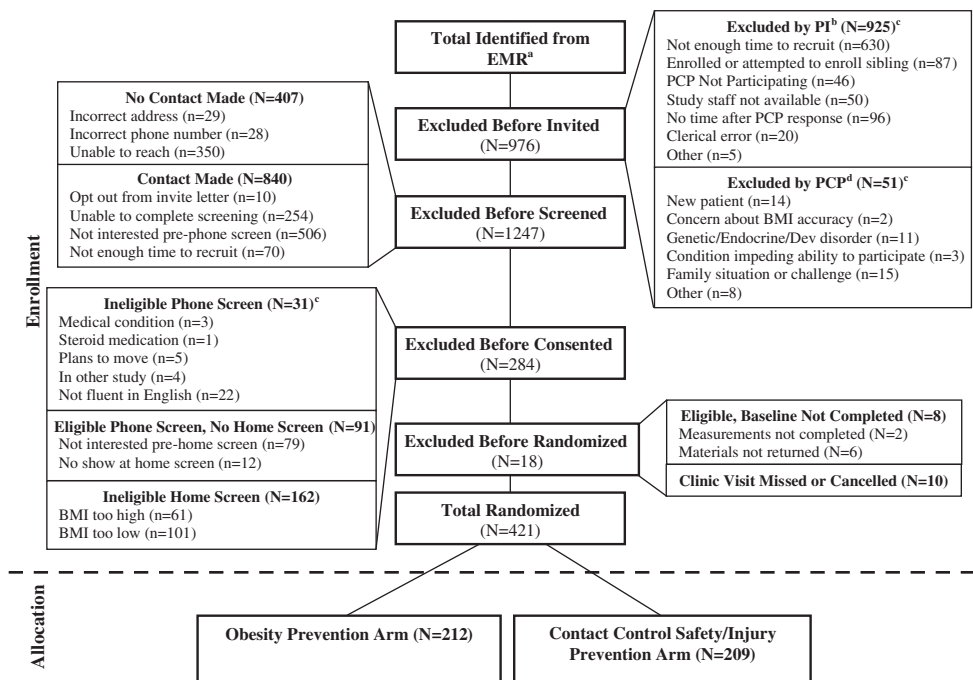 Total Identified from
EMRa
Excluded by PIb (N=925)c
Not enough time to recruit (n=630)
Enrolled or attempted to enroll sibling (n=87)
PCP Not Participating (n=46)
Study staff not available (n=50)
No time after PCP response (n=96)
Clerical error (n=20)
Other (n=5)
No Contact Made (N=407)
Incorrect address (n=29)
Incorrect phone number (n=28)
Unable to reach (n=350)
Excluded Before Invited
(N=976)
Excluded by PCPd (N=51)c
New patient (n=14)
Concern about BMI accuracy (n=2)
Genetic/Endocrine/Dev disorder (n=11)
Condition impeding ability to participate (n=3)
Family situation or challenge (n=15)
Other (n=8)
Contact Made (N=840)
Opt out from invite letter (n=10)
Unable to complete screening (n=254)
Not interested pre-phone screen (n=506)
Not enough time to recruit (n=70)
Excluded Before Screened
(N=1247)
Enrollment
Ineligible Phone Screen (N=31)c
Medical condition (n=3)
Steroid medication (n=1)
Plans to move (n=5)
In other study (n=4)
Not fluent in English (n=22)
Excluded Before Consented
(N=284)
Eligible Phone Screen, No Home Screen (N=91)
Not interested pre-home screen (n=79)
No show at home screen (n=12)
Excluded Before Randomized
(N=18)
Eligible, Baseline Not Completed (N=8)
Measurements not completed (N=2)
Materials not returned (N=6)
Clinic Visit Missed or Cancelled (N=10)
Ineligible Home Screen (N=162)
BMI too high (n=61)
BMI too low (n=101)
Total Randomized
(N=421)
Allocation
Obesity Prevention Arm (N=212)
Contact Control Safety/Injury
Prevention Arm (N=209)